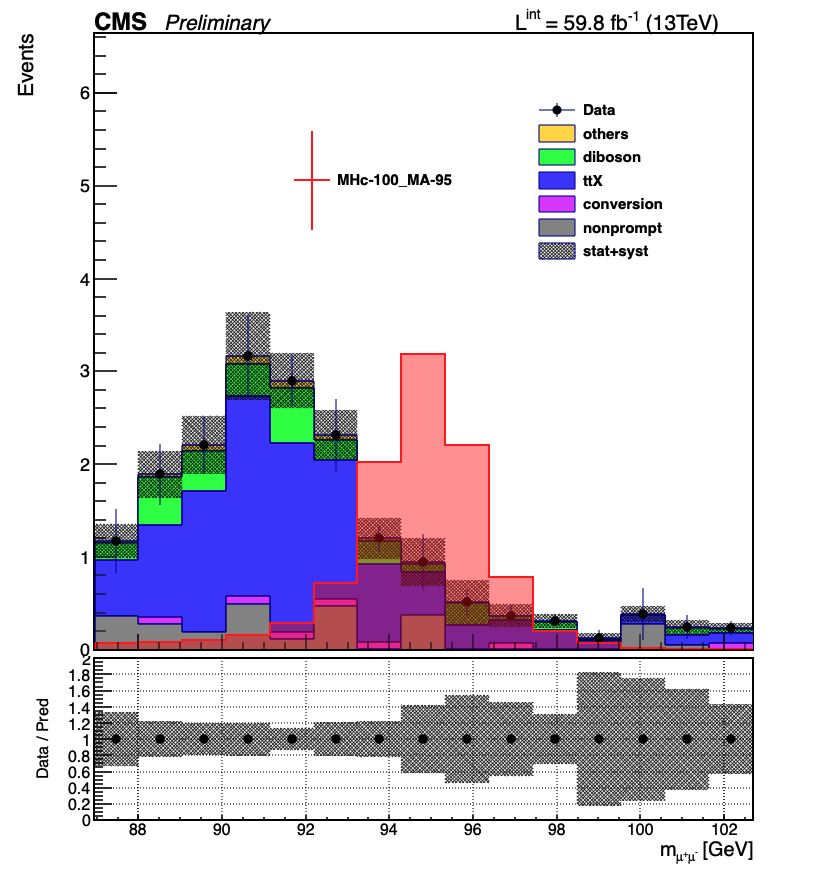 CMS Preliminary L^int = 59.8 fb⁻¹ (13TeV)
Events
6
5
4
3
2
1
0
MHc-100_MA-95
Data
others
diboson
ttX
conversion
nonprompt
stat+syst
Data / Pred
2
1.8
1.6
1.4
1.2
1
0.8
0.6
0.4
0.2
0
88 90 92 94 96 98 100 102
m_μ⁺μ⁻ [GeV]